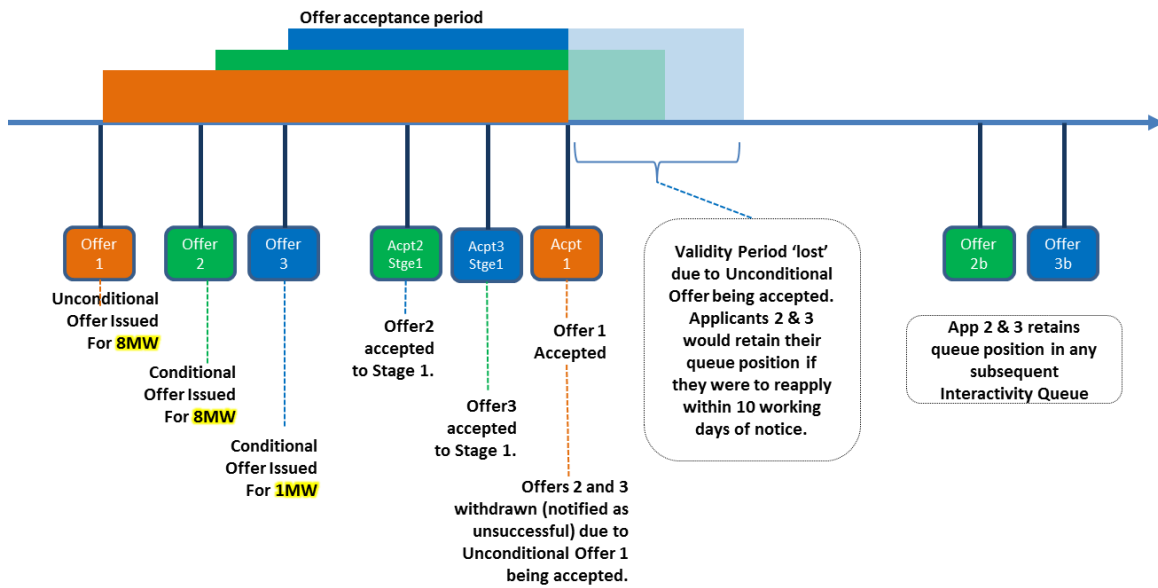 Offer acceptance period
Offer
1
Offer
2
Offer
3
Acpt2
Stge1
Acpt3
Stge1
Acpt
1
Offer
2b
Offer
3b
Unconditional
Offer Issued
For 8MW
Conditional
Offer Issued
For 8MW
Conditional
Offer Issued
For 1MW
Offer2
accepted
to Stage 1.
Offer3
accepted
to Stage 1.
Offer 1
Accepted
Offers 2 and 3
withdrawn (notified as
unsuccessful) due to
Unconditional Offer 1
being accepted.
Validity Period ‘lost’
due to Unconditional
Offer being accepted.
Applicants 2 & 3
would retain their
queue position if
they were to reapply
within 10 working
days of notice.
App 2 & 3 retains
queue position in any
subsequent
Interactivity Queue